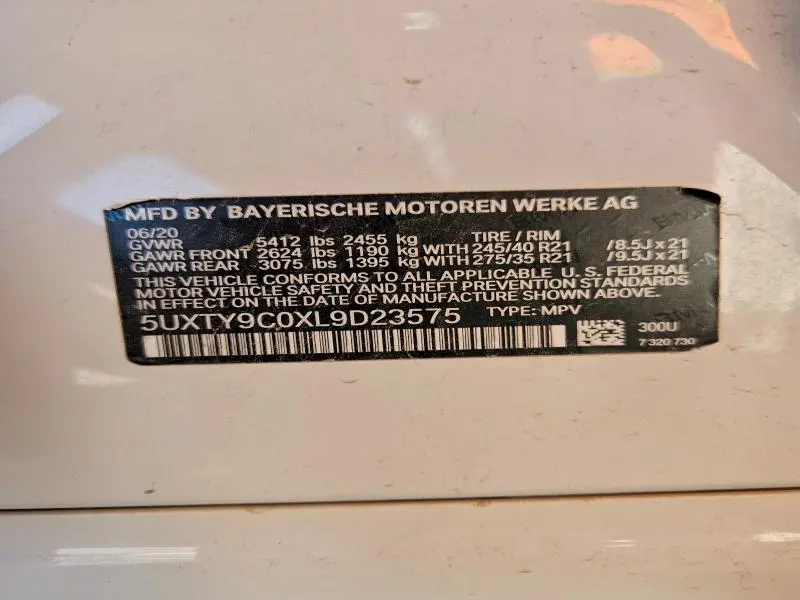 MFD BY BAYERISCHE MOTOREN WERKE AG
06/20 TIRE / RIM
GVWR 5412 lbs 2455 kg
GAWR FRONT 2624 lbs 1190 kg WITH 245/40 R21 /8.5J x 21
GAWR REAR 3075 lbs 1395 kg WITH 275/35 R21 /9.5J x 21
THIS VEHICLE CONFORMS TO ALL APPLICABLE U. S. FEDERAL
MOTOR VEHICLE SAFETY AND THEFT PREVENTION STANDARDS
IN EFFECT ON THE DATE OF MANUFACTURE SHOWN ABOVE.
5UXTY9C0XL9D23575 TYPE: MPV
300U
7 320 730